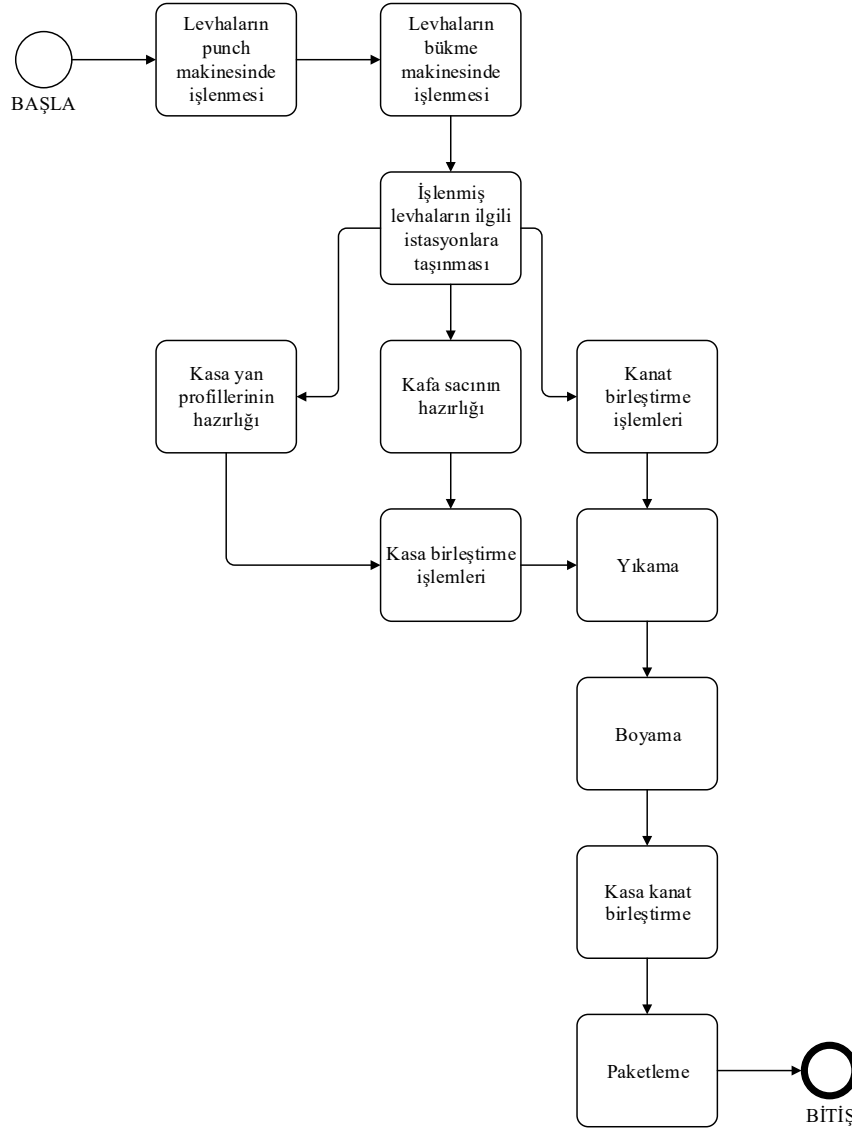 Levhaların
punch
makinesinde
işlenmesi
Levhaların
bükme
makinesinde
işlenmesi
BAŞLA
İşlenmiş
levhaların ilgili
istasyonlara
taşınması
Kasa yan
profillerinin
hazırlığı
Kafa sacının
hazırlığı
Kanat
birleştirme
işlemleri
Kasa birleştirme
işlemleri
Yıkama
Boyama
Kasa kanat
birleştirme
Paketleme
BİTİŞ